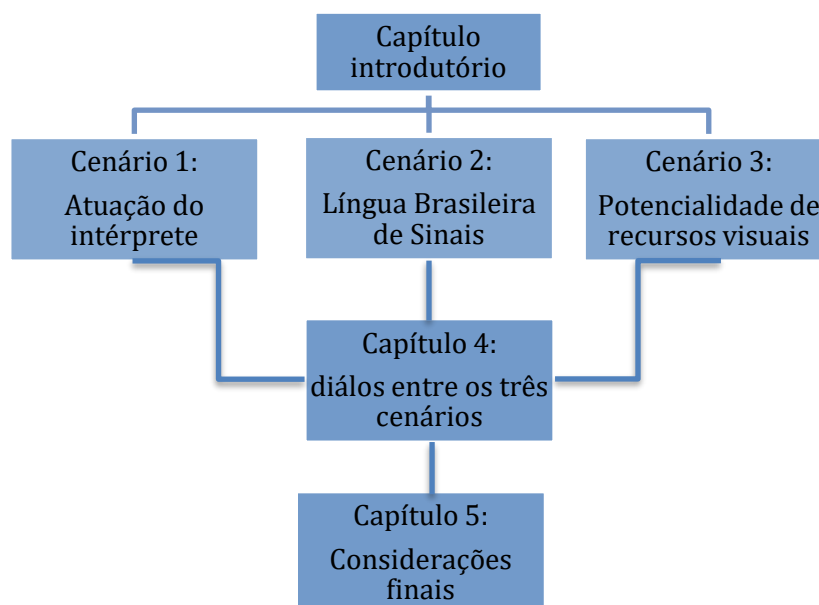 Capítulo
introdutório
Cenário 1:
Atuação do
intérprete
Cenário 2:
Língua Brasileira
de Sinais
Cenário 3:
Potencialidade de
recursos visuais
Capítulo 4:
diálos entre os três
cenários
Capítulo 5:
Considerações
finais